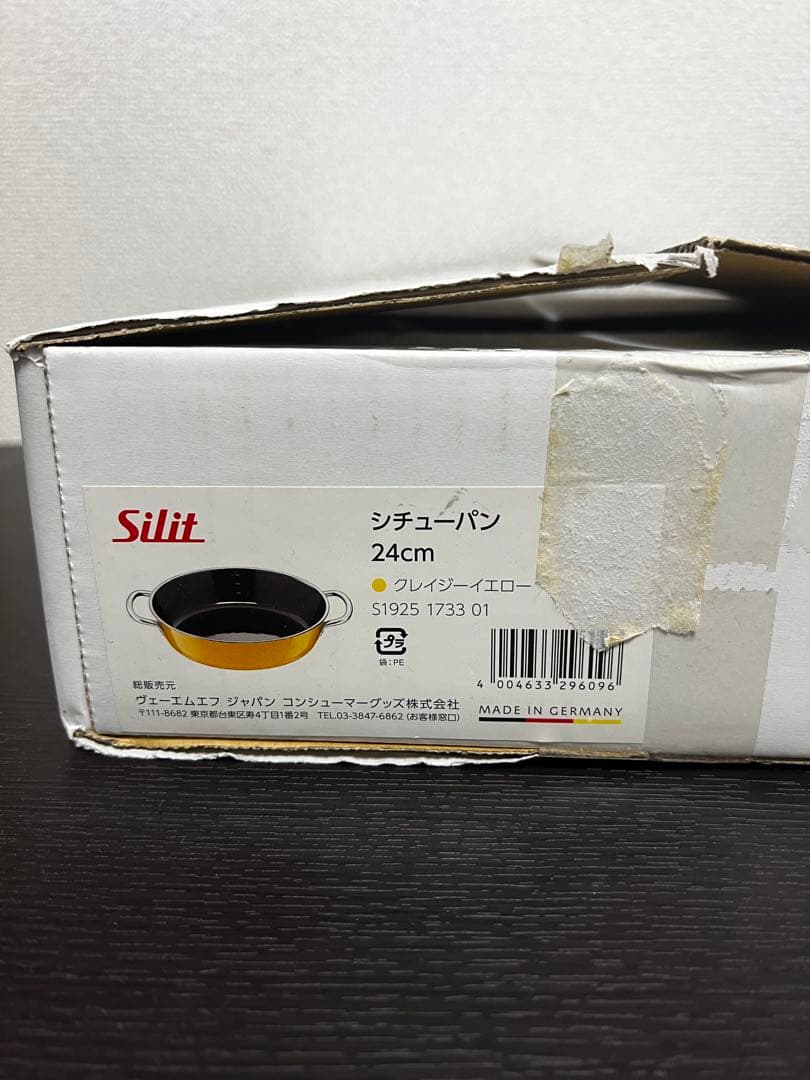 Silit
シチューパン
24cm
クレイジーイエロー
S1925 1733 01
プラ
袋：PE
4 004633 296096
MADE IN GERMANY
総販売元
ヴェーエムエフ ジャパン コンシューマーグッズ株式会社
〒111-8682 東京都台東区寿4丁目1番2号 TEL.03-3847-6862 (お客様窓口)